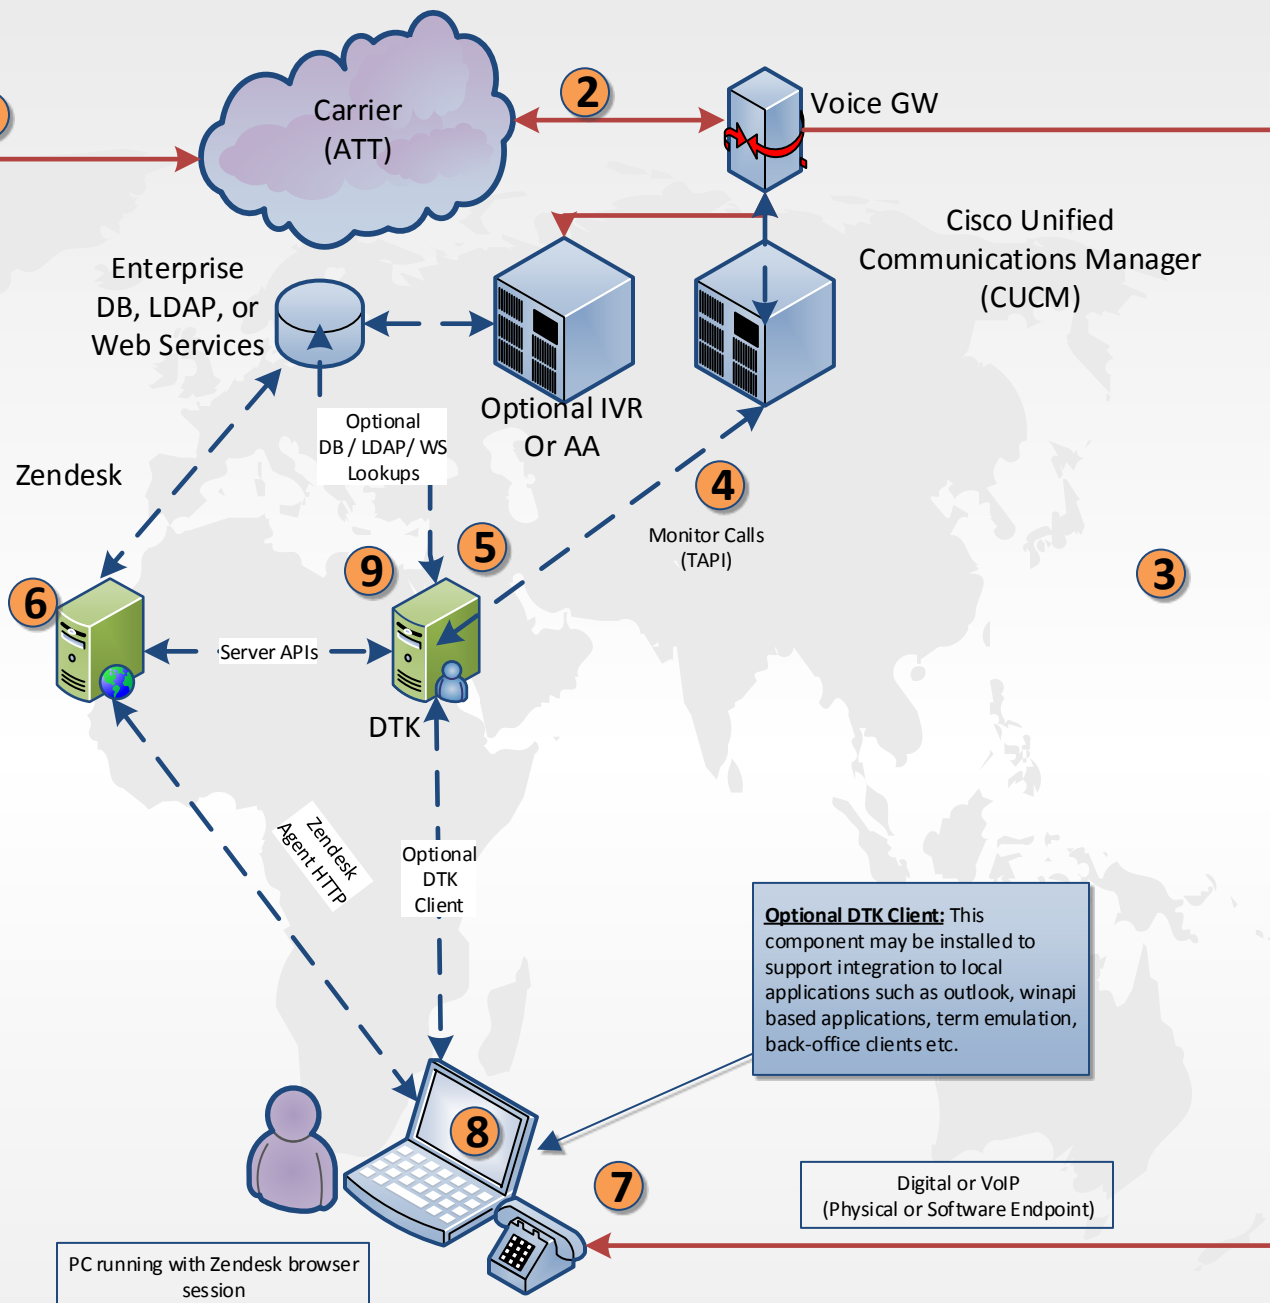 2
Carrier
(ATT)
Voice GW
Cisco Unified
Communications Manager
(CUCM)
Enterprise
DB, LDAP, or
Web Services
Optional IVR
Or AA
Optional
DB / LDAP/ WS
Lookups
Zendesk
4
Monitor Calls
(TAPI)
5
9
3
6
Server APIs
DTK
Zendesk
Agent HTTP
Optional
DTK
Client
Optional DTK Client: This
component may be installed to
support integration to local
applications such as outlook, winapi
based applications, term emulation,
back-office clients etc.
8
7
Digital or VoIP
(Physical or Software Endpoint)
PC running with Zendesk browser
session